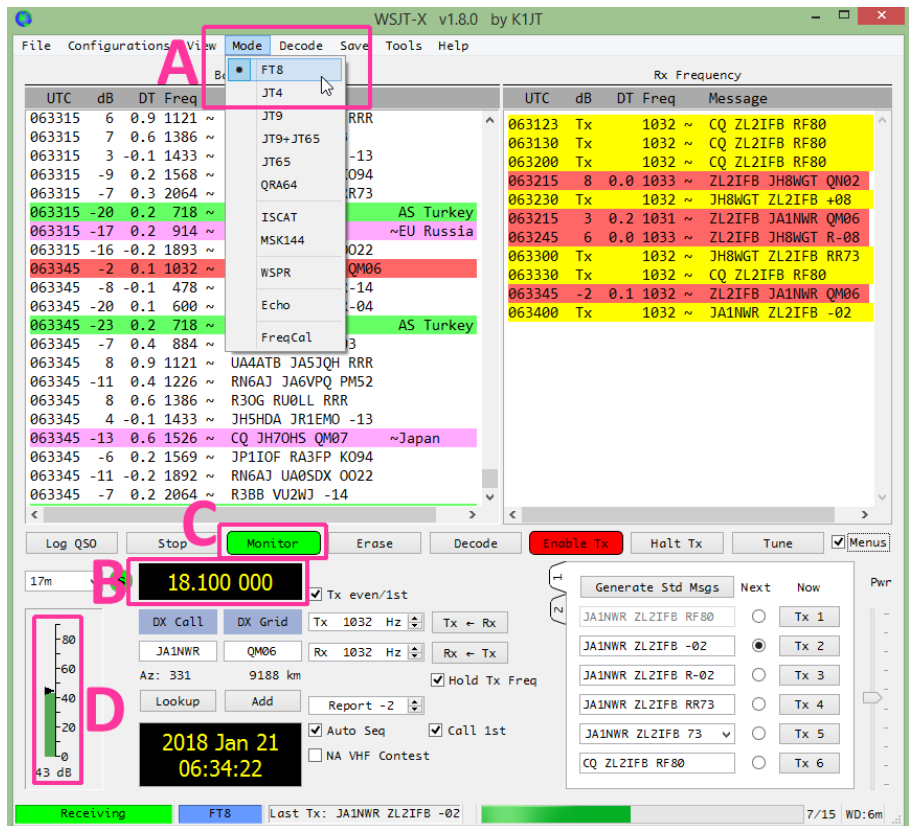 WSJT-X v1.8.0 by K1JT
File Configurations View Mode Decode Save Tools Help
A
FT8
JT4
JT9
JT9+JT65
JT65
QRA64
ISCAT
MSK144
WSPR
Echo
FreqCal
UTC dB DT Freq
063315 6 0.9 1121 ~ RRR
063315 7 0.6 1386 ~
063315 3 -0.1 1433 ~ -13
063315 -9 0.2 1568 ~ KO94
063315 -7 0.3 2064 ~ RR73
063315 -20 0.2 718 ~ AS Turkey
063315 -17 0.2 914 ~ ~EU Russia
063315 -16 -0.2 1893 ~ OO22
063345 -2 0.1 1032 ~ QM06
063345 -8 -0.1 478 ~ -14
063345 -20 0.1 600 ~ -04
063345 -23 0.2 718 ~ AS Turkey
063345 -7 0.4 884 ~
063345 8 0.9 1121 ~ UA4ATB JA5JQH RRR
063345 -11 0.4 1226 ~ RN6AJ JA6VPQ PM52
063345 8 0.6 1386 ~ R3OG RU0LL RRR
063345 4 -0.1 1433 ~ JH5HDA JR1EMO -13
063345 -13 0.6 1526 ~ CQ JH7OHS QM07 ~Japan
063345 -6 0.2 1569 ~ JP1IOF RA3FP KO94
063345 -11 -0.2 1892 ~ RN6AJ UA0SDX OO22
063345 -7 0.2 2064 ~ R3BB VU2WJ -14
Rx Frequency
UTC dB DT Freq Message
063123 Tx 1032 ~ CQ ZL2IFB RF80
063130 Tx 1032 ~ CQ ZL2IFB RF80
063200 Tx 1032 ~ CQ ZL2IFB RF80
063215 8 0.0 1033 ~ ZL2IFB JH8WGT QN02
063230 Tx 1032 ~ JH8WGT ZL2IFB +08
063215 3 0.2 1031 ~ ZL2IFB JA1NWR QM06
063245 6 0.0 1033 ~ ZL2IFB JH8WGT R-08
063300 Tx 1032 ~ JH8WGT ZL2IFB RR73
063330 Tx 1032 ~ CQ ZL2IFB RF80
063345 -2 0.1 1032 ~ ZL2IFB JA1NWR QM06
063400 Tx 1032 ~ JA1NWR ZL2IFB -02
C
Log QSO Stop Monitor Erase Decode Enable Tx Halt Tx Tune Menus
17m B 18.100 000
Tx even/1st
DX Call DX Grid Tx 1032 Hz Tx ← Rx
JA1NWR QM06 Rx 1032 Hz Rx ← Tx
Az: 331 9188 km Hold Tx Freq
Lookup Add Report -2
Auto Seq Call 1st
NA VHF Contest
2018 Jan 21
06:34:22
80
60
40
20
0
43 dB
D
1
2
Generate Std Msgs Next Now Pwr
JA1NWR ZL2IFB RF80 Tx 1
JA1NWR ZL2IFB -02 Tx 2
JA1NWR ZL2IFB R-02 Tx 3
JA1NWR ZL2IFB RR73 Tx 4
JA1NWR ZL2IFB 73 Tx 5
CQ ZL2IFB RF80 Tx 6
Receiving FT8 Last Tx: JA1NWR ZL2IFB -02 7/15 WD:6m